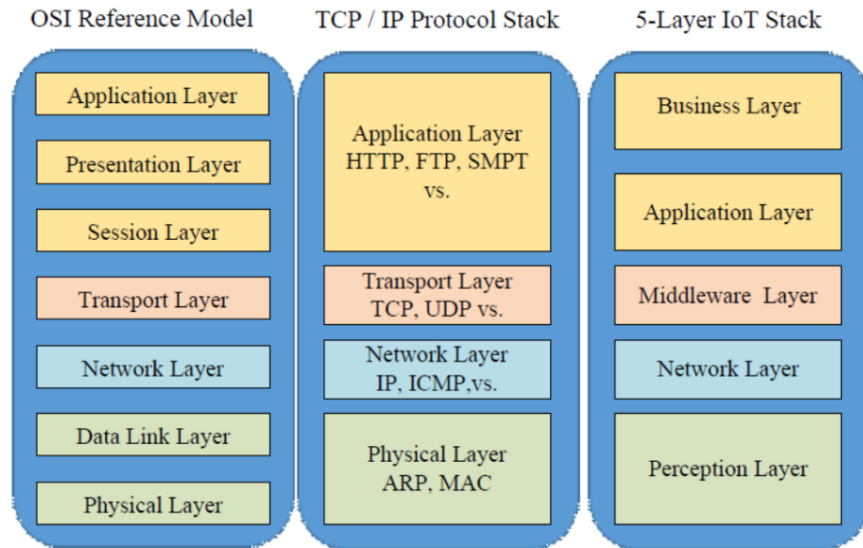 OSI Reference Model
Application Layer
Presentation Layer
Session Layer
Transport Layer
Network Layer
Data Link Layer
Physical Layer
TCP / IP Protocol Stack
Application Layer
HTTP, FTP, SMPT
vs.
Transport Layer
TCP, UDP vs.
Network Layer
IP, ICMP,vs.
Physical Layer
ARP, MAC
5-Layer IoT Stack
Business Layer
Application Layer
Middleware Layer
Network Layer
Perception Layer